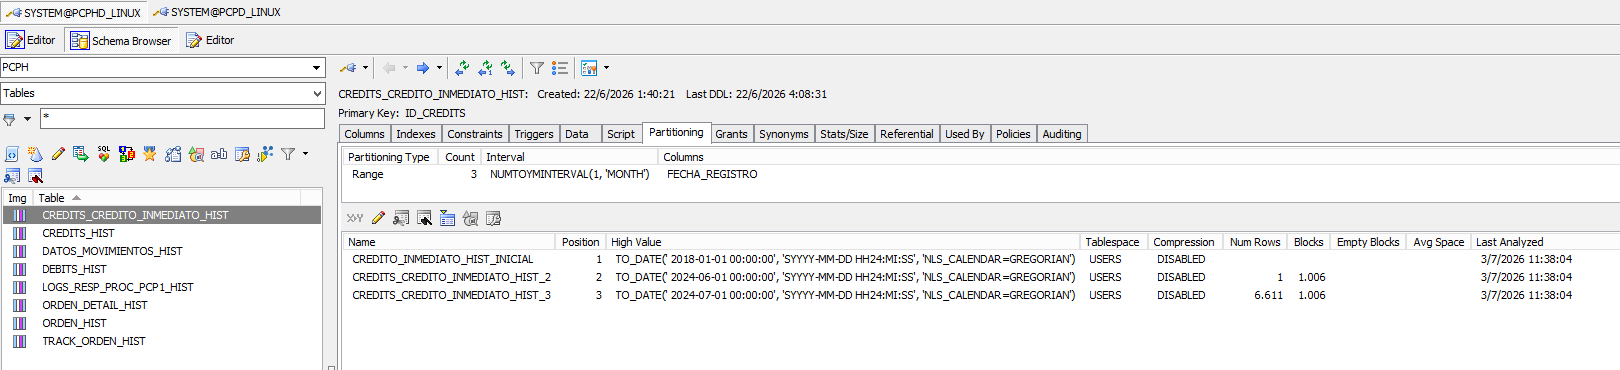 SYSTEM@PCPHD_LINUX SYSTEM@PCPD_LINUX
Editor Schema Browser Editor
PCPH
Tables
*
Img Table
CREDITS_CREDITO_INMEDIATO_HIST
CREDITS_HIST
DATOS_MOVIMIENTOS_HIST
DEBITS_HIST
LOGS_RESP_PROC_PCP1_HIST
ORDEN_DETAIL_HIST
ORDEN_HIST
TRACK_ORDEN_HIST
CREDITS_CREDITO_INMEDIATO_HIST: Created: 22/6/2026 1:40:21 Last DDL: 22/6/2026 4:08:31
Primary Key: ID_CREDITS
Columns Indexes Constraints Triggers Data Script Partitioning Grants Synonyms Stats/Size Referential Used By Policies Auditing
Partitioning Type Count Interval Columns
Range 3 NUMTOYMINTERVAL(1, 'MONTH') FECHA_REGISTRO
Name Position High Value Tablespace Compression Num Rows Blocks Empty Blocks Avg Space Last Analyzed
CREDITO_INMEDIATO_HIST_INICIAL 1 TO_DATE(' 2018-01-01 00:00:00', 'SYYYY-MM-DD HH24:MI:SS', 'NLS_CALENDAR=GREGORIAN') USERS DISABLED 3/7/2026 11:38:04
CREDITS_CREDITO_INMEDIATO_HIST_2 2 TO_DATE(' 2024-06-01 00:00:00', 'SYYYY-MM-DD HH24:MI:SS', 'NLS_CALENDAR=GREGORIAN') USERS DISABLED 1 1.006 3/7/2026 11:38:04
CREDITS_CREDITO_INMEDIATO_HIST_3 3 TO_DATE(' 2024-07-01 00:00:00', 'SYYYY-MM-DD HH24:MI:SS', 'NLS_CALENDAR=GREGORIAN') USERS DISABLED 6.611 1.006 3/7/2026 11:38:04